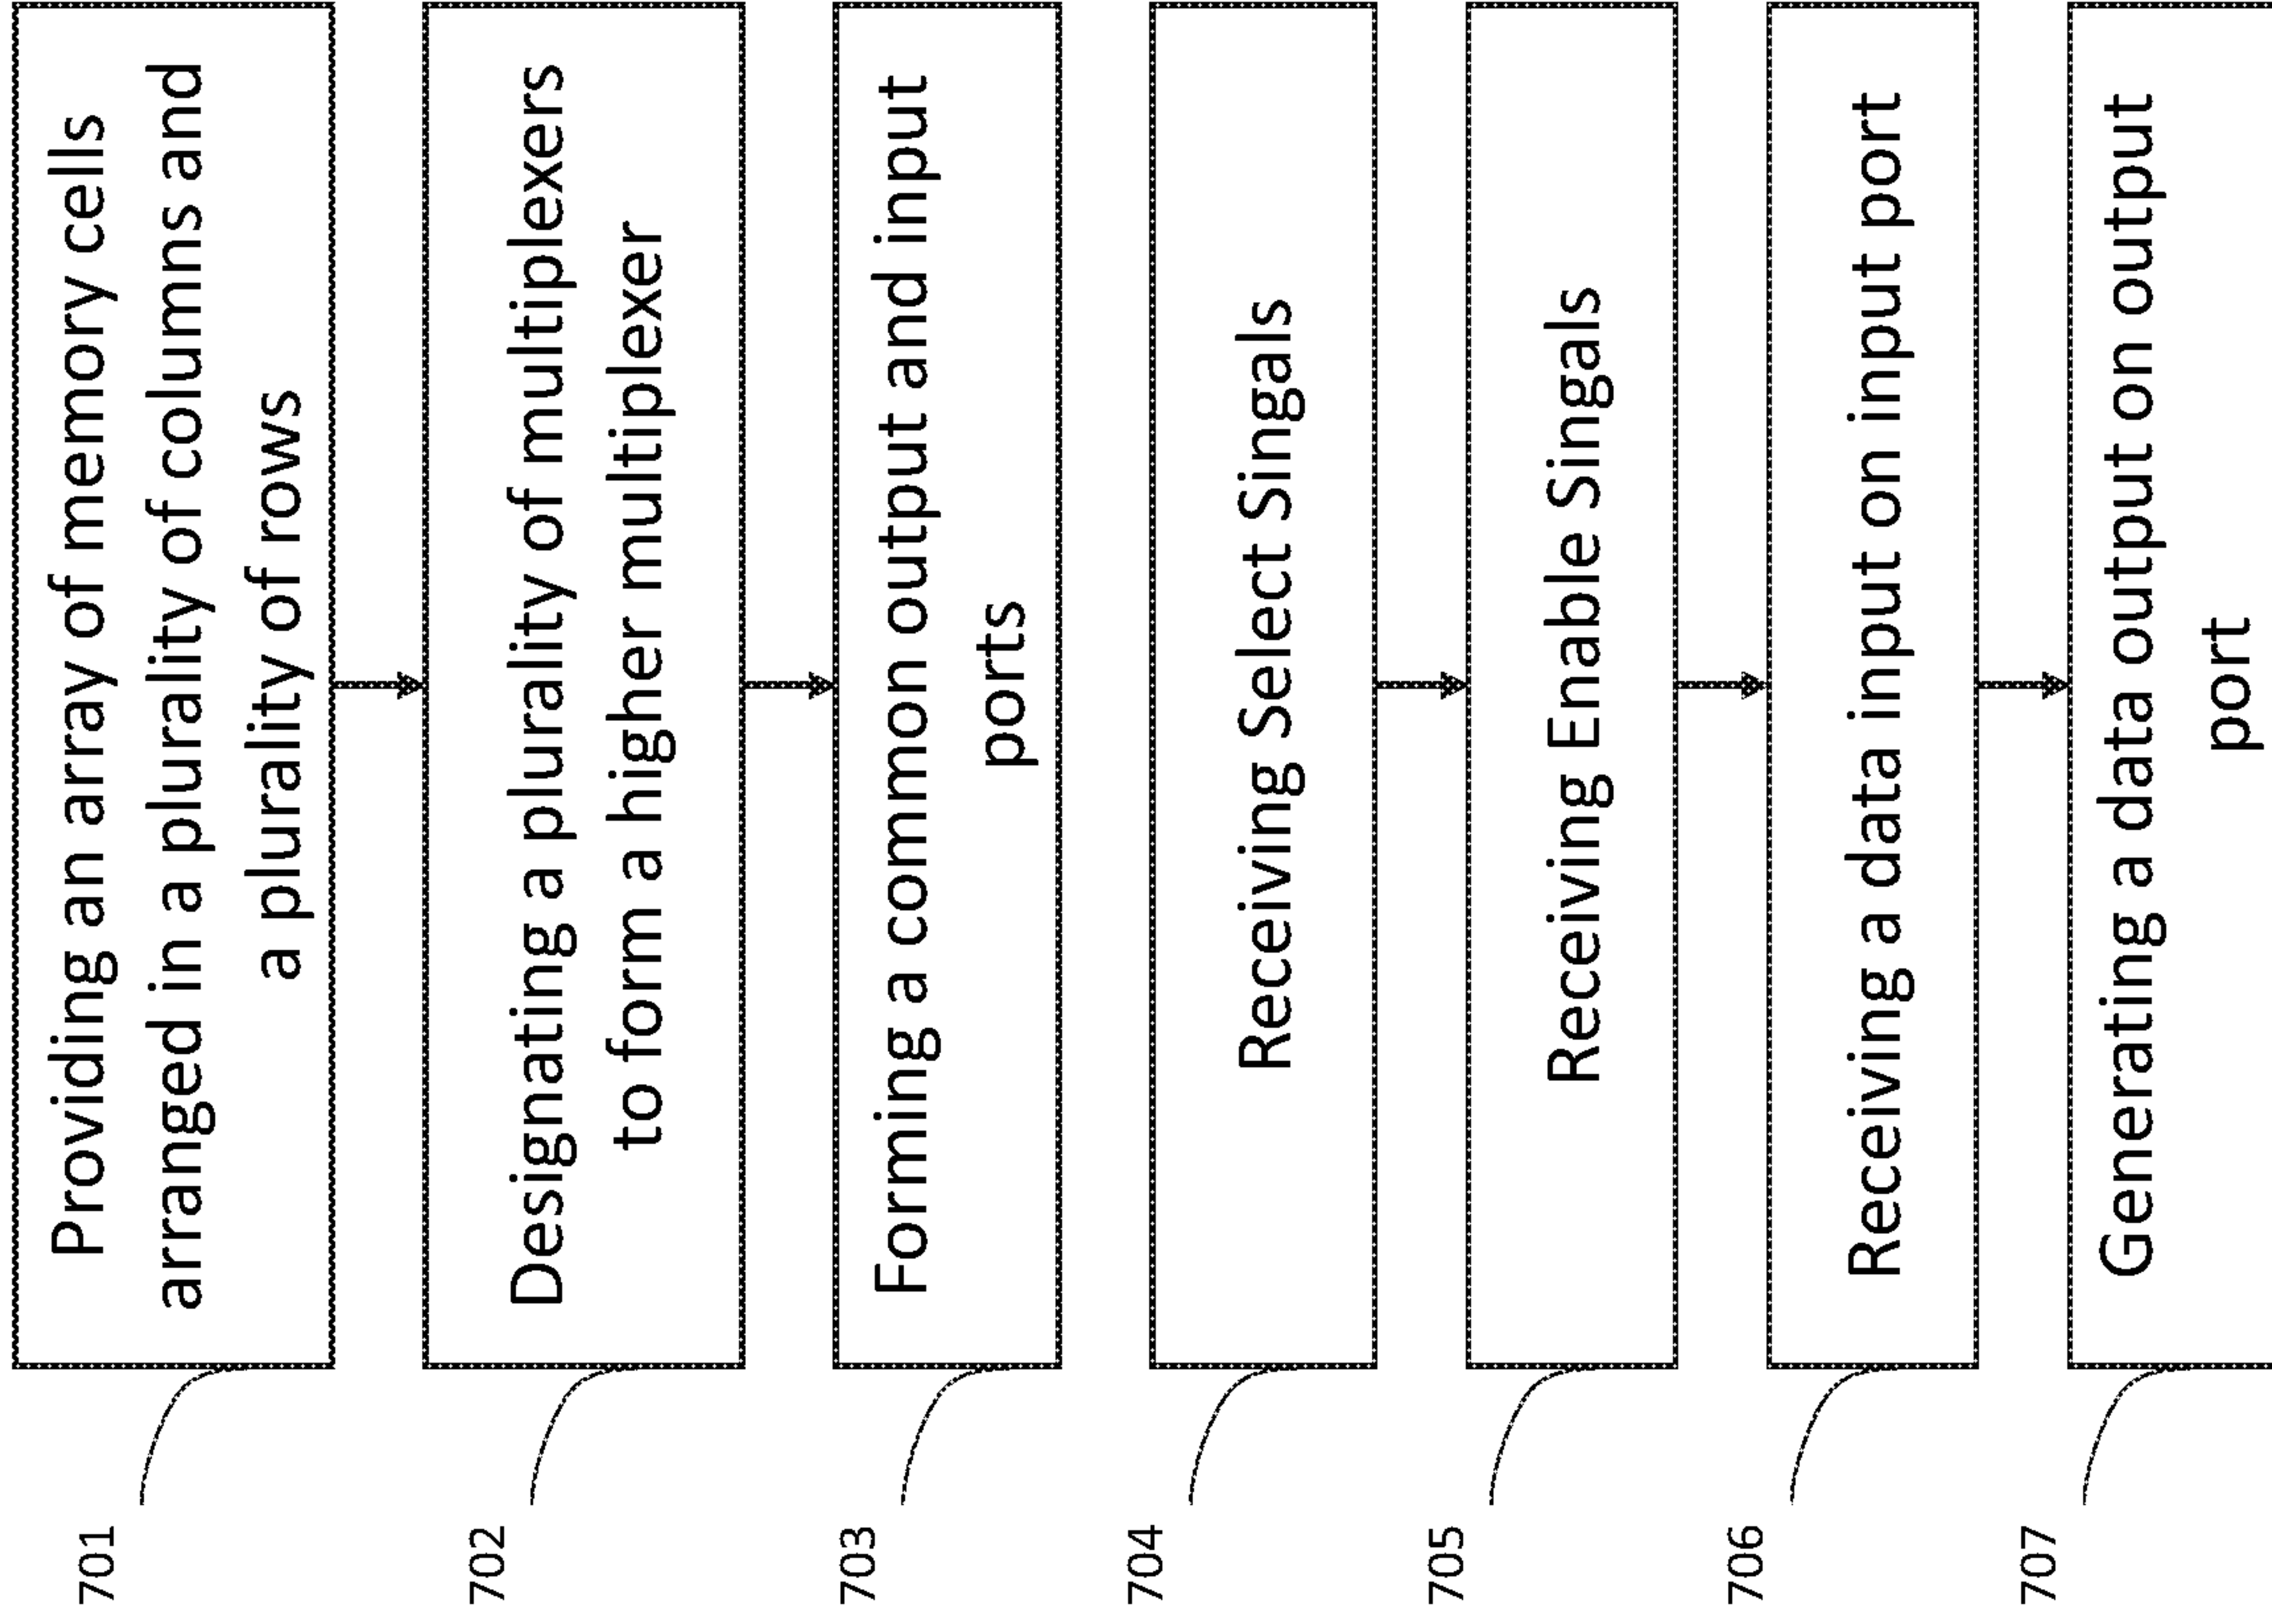 701
Providing an array of memory cells
arranged in a plurality of columns and
a plurality of rows
702
Designating a plurality of multiplexers
to form a higher multiplexer
703
Forming a common output and input
ports
704
Receiving Select Singals
705
Receiving Enable Singals
706
Receiving a data input on input port
707
Generating a data output on output
port